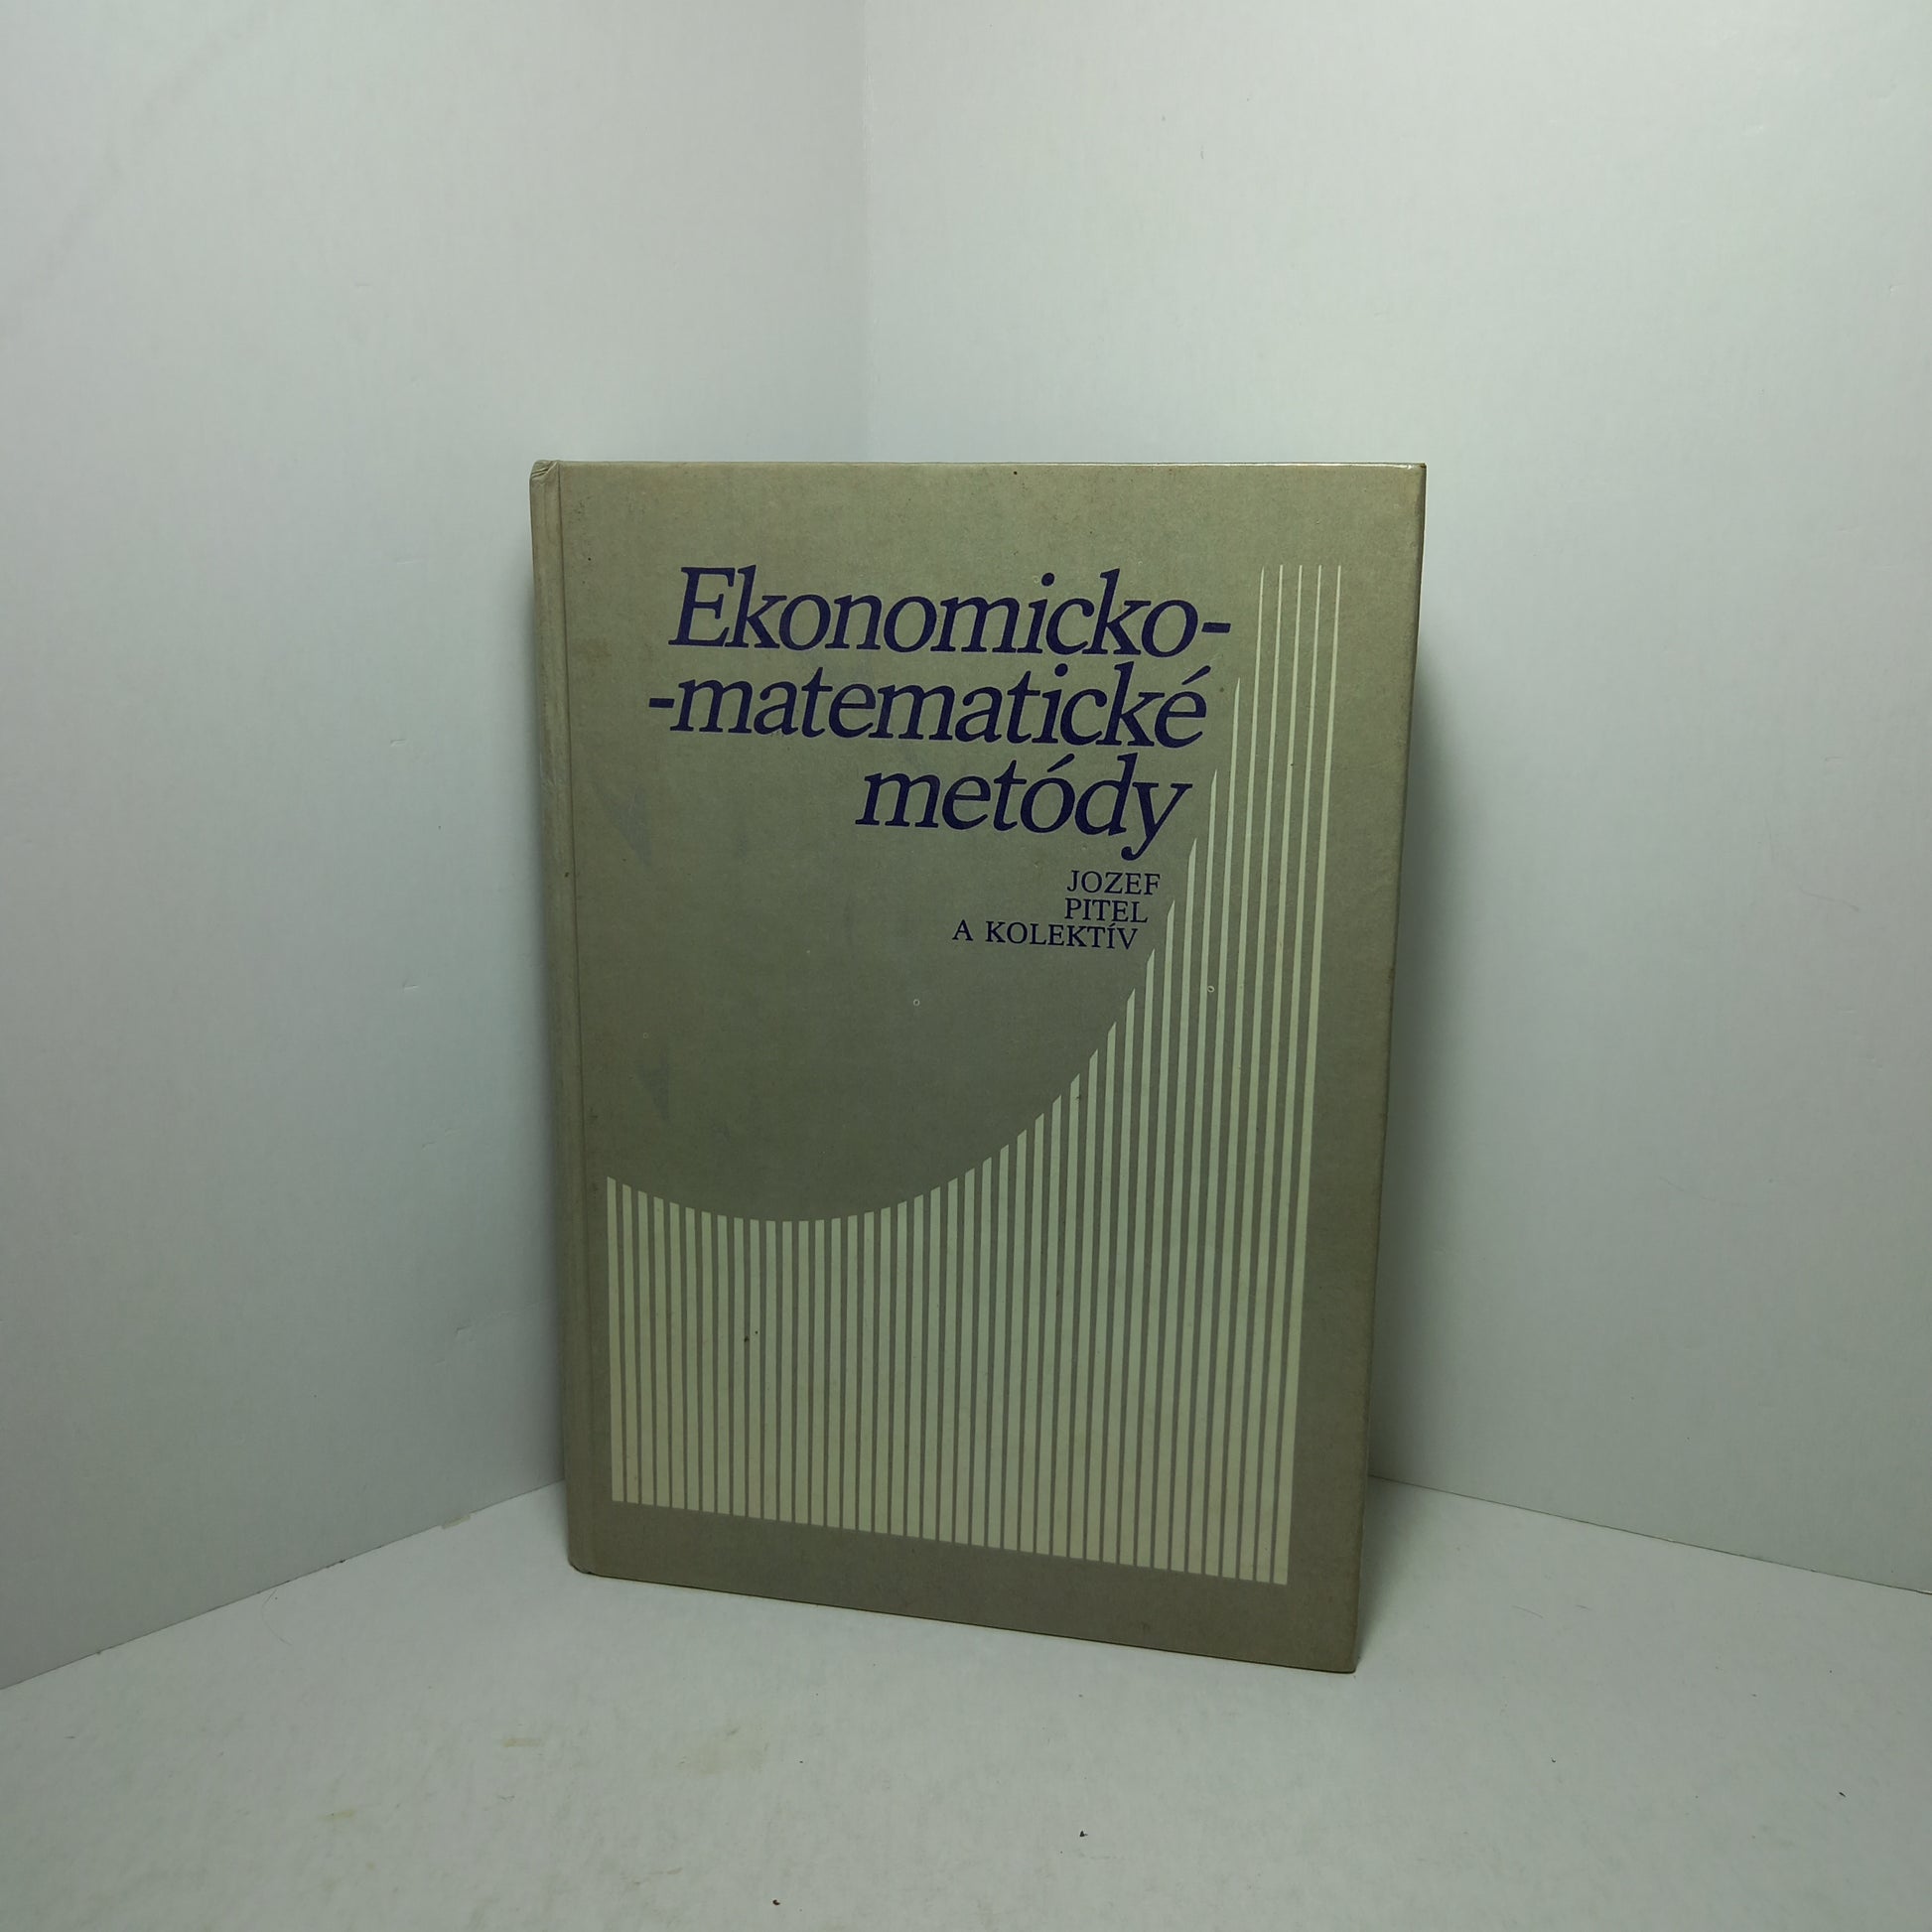 Ekonomicko-
-matematické
metódy
JOZEF
PITEL
A KOLEKTÍV